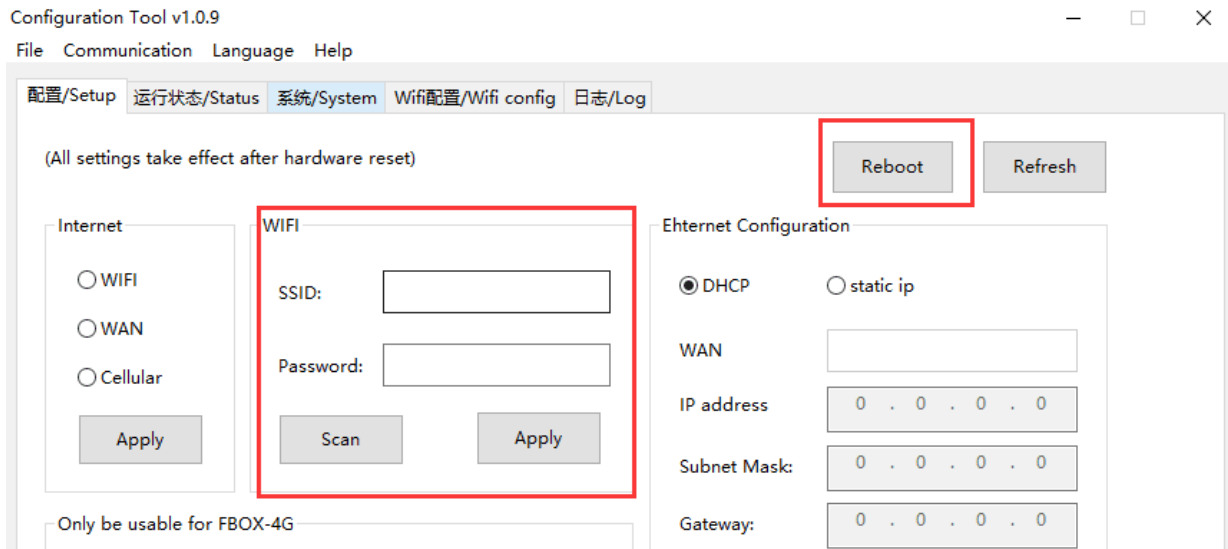 Configuration Tool v1.0.9
File Communication Language Help
配置/Setup 运行状态/Status 系统/System Wifi配置/Wifi config 日志/Log
(All settings take effect after hardware reset)
Reboot Refresh
Internet
WIFI
WAN
Cellular
Apply
WIFI
SSID:
Password:
Scan Apply
Ehternet Configuration
DHCP static ip
WAN
IP address 0 . 0 . 0 . 0
Subnet Mask: 0 . 0 . 0 . 0
Gateway: 0 . 0 . 0 . 0
Only be usable for FBOX-4G